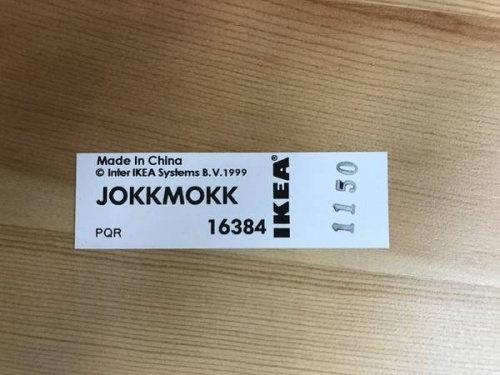 Made In China
© Inter IKEA Systems B.V. 1999
JOKKMOKK
PQR 16384
IKEA®
1150